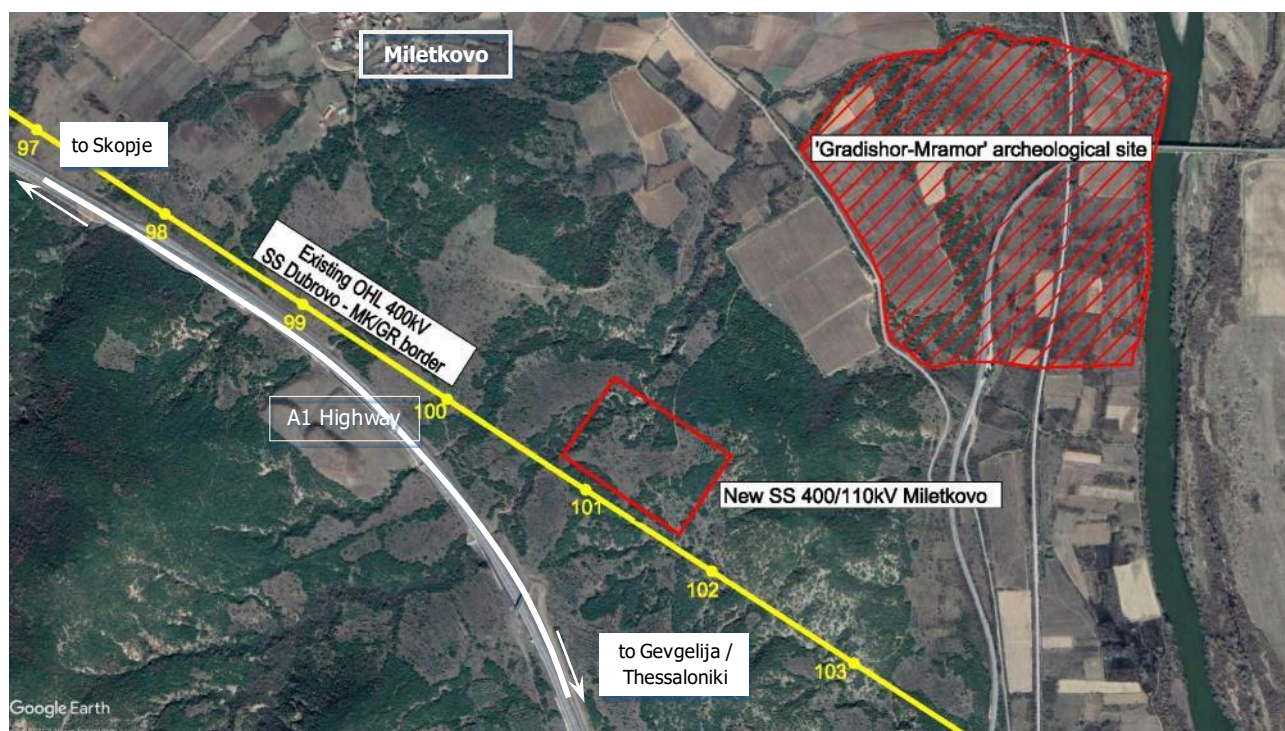 Miletkovo
97
to Skopje
'Gradishor-Mramor' archeological site
98
Existing OHL 400kV
SS Dubrovo - MK/GR border
99
100
A1 Highway
101
New SS 400/110kV Miletkovo
102
to Gevgelija /
Thessaloniki
103
Google Earth